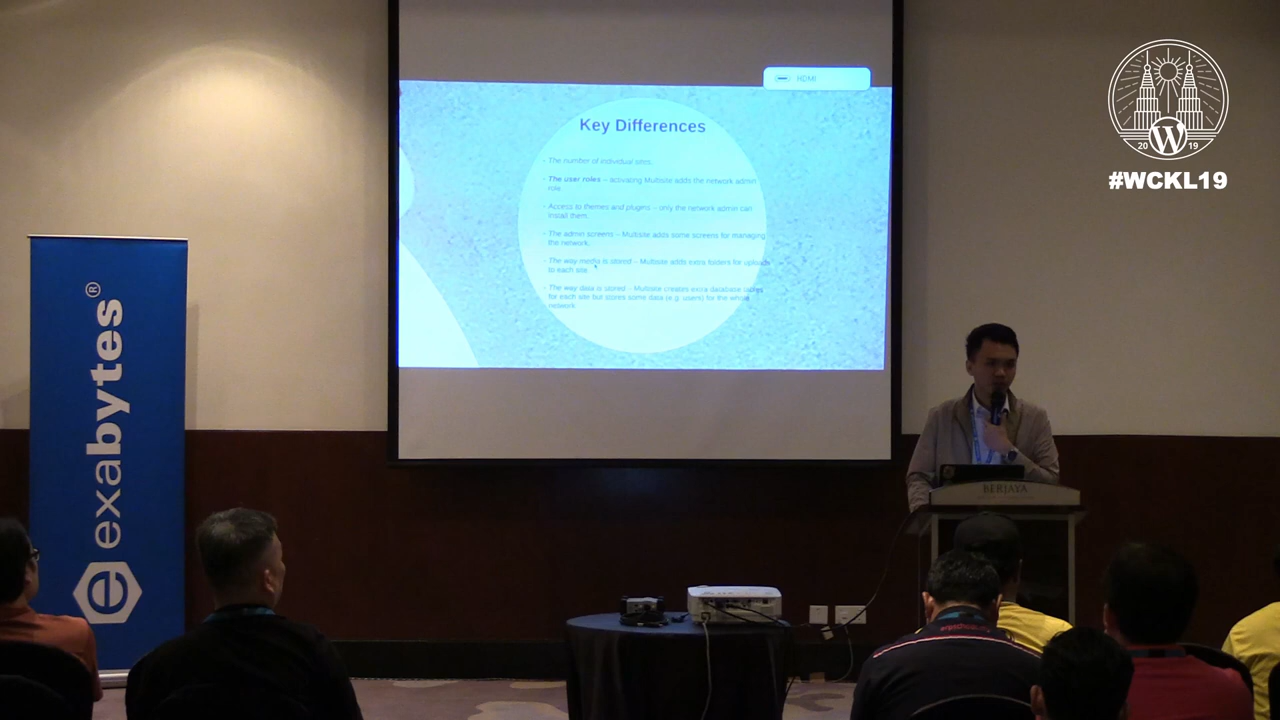 HDMI
Key Differences
- The number of individual sites.
- The user roles – activating Multisite adds the network admin
role.
- Access to themes and plugins – only the network admin can
install them.
- The admin screens – Multisite adds some screens for managing
the network.
- The way media is stored – Multisite adds extra folders for uploads
to each site.
- The way data is stored – Multisite creates extra database tables
for each site but stores some data (e.g. users) for the whole
network.
20 W 19
#WCKL19
exabytes®
e
BERJAYA